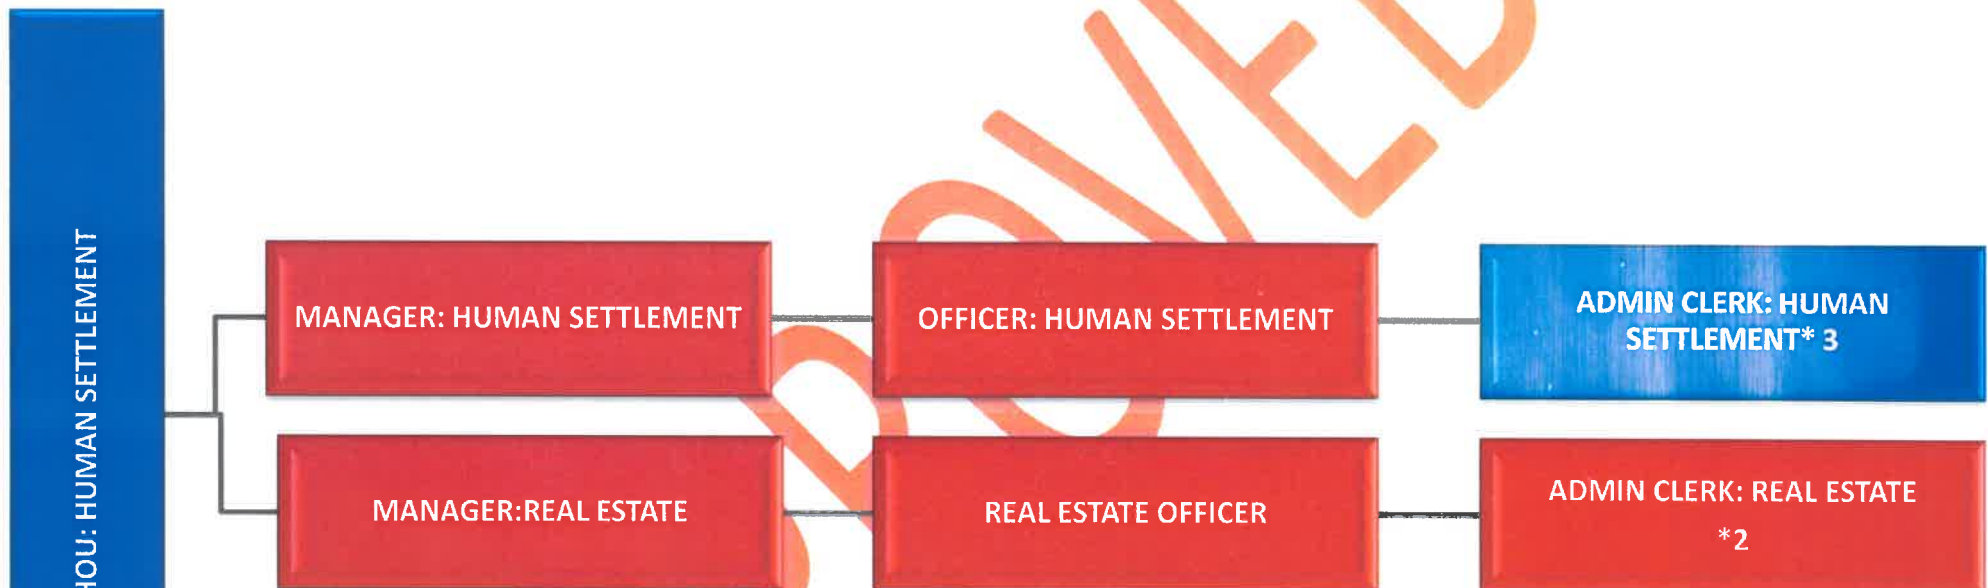 HOU: HUMAN SETTLEMENT
MANAGER: HUMAN SETTLEMENT
OFFICER: HUMAN SETTLEMENT
ADMIN CLERK: HUMAN
SETTLEMENT* 3
MANAGER:REAL ESTATE
REAL ESTATE OFFICER
ADMIN CLERK: REAL ESTATE
*2